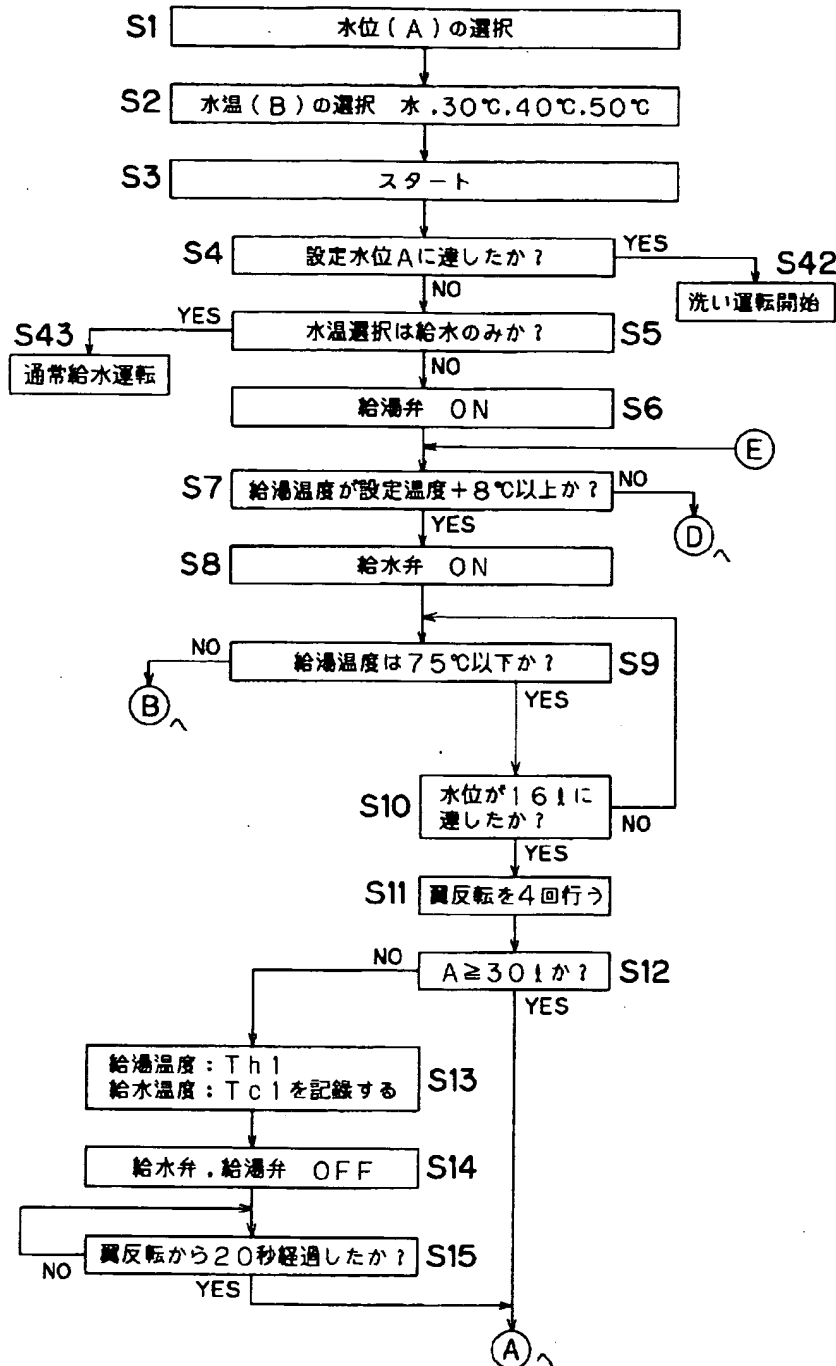 S1 水位(A)の選択
S2 水温(B)の選択 水.30℃.40℃.50℃
S3 スタート
S4 設定水位Aに達したか? YES
S42
洗い運転開始
NO
S43 YES 水温選択は給水のみか? S5
通常給水運転
NO
給湯弁 ON S6
E
S7 給湯温度が設定温度+8℃以上か? NO
YES
Dへ
S8 給水弁 ON
NO 給湯温度は75℃以下か? S9
Bへ
YES
S10 水位が16lに
達したか? NO
YES
S11 翼反転を4回行う
NO A≧30lか? S12
YES
給湯温度:Th1
給水温度:Tc1を記録する S13
給水弁.給湯弁 OFF S14
翼反転から20秒経過したか? S15
NO
YES
Aへ